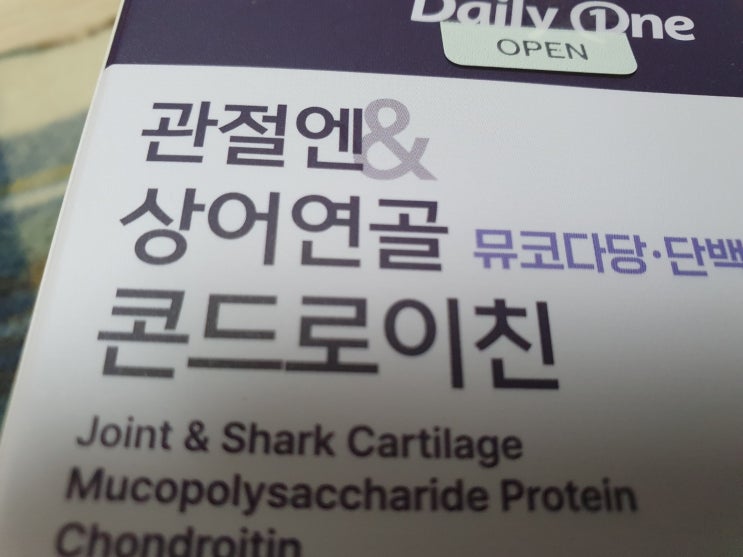 Daily One
OPEN
관절엔&
상어연골 뮤코다당·단백
콘드로이친
Joint & Shark Cartilage
Mucopolysaccharide Protein
Chondroitin